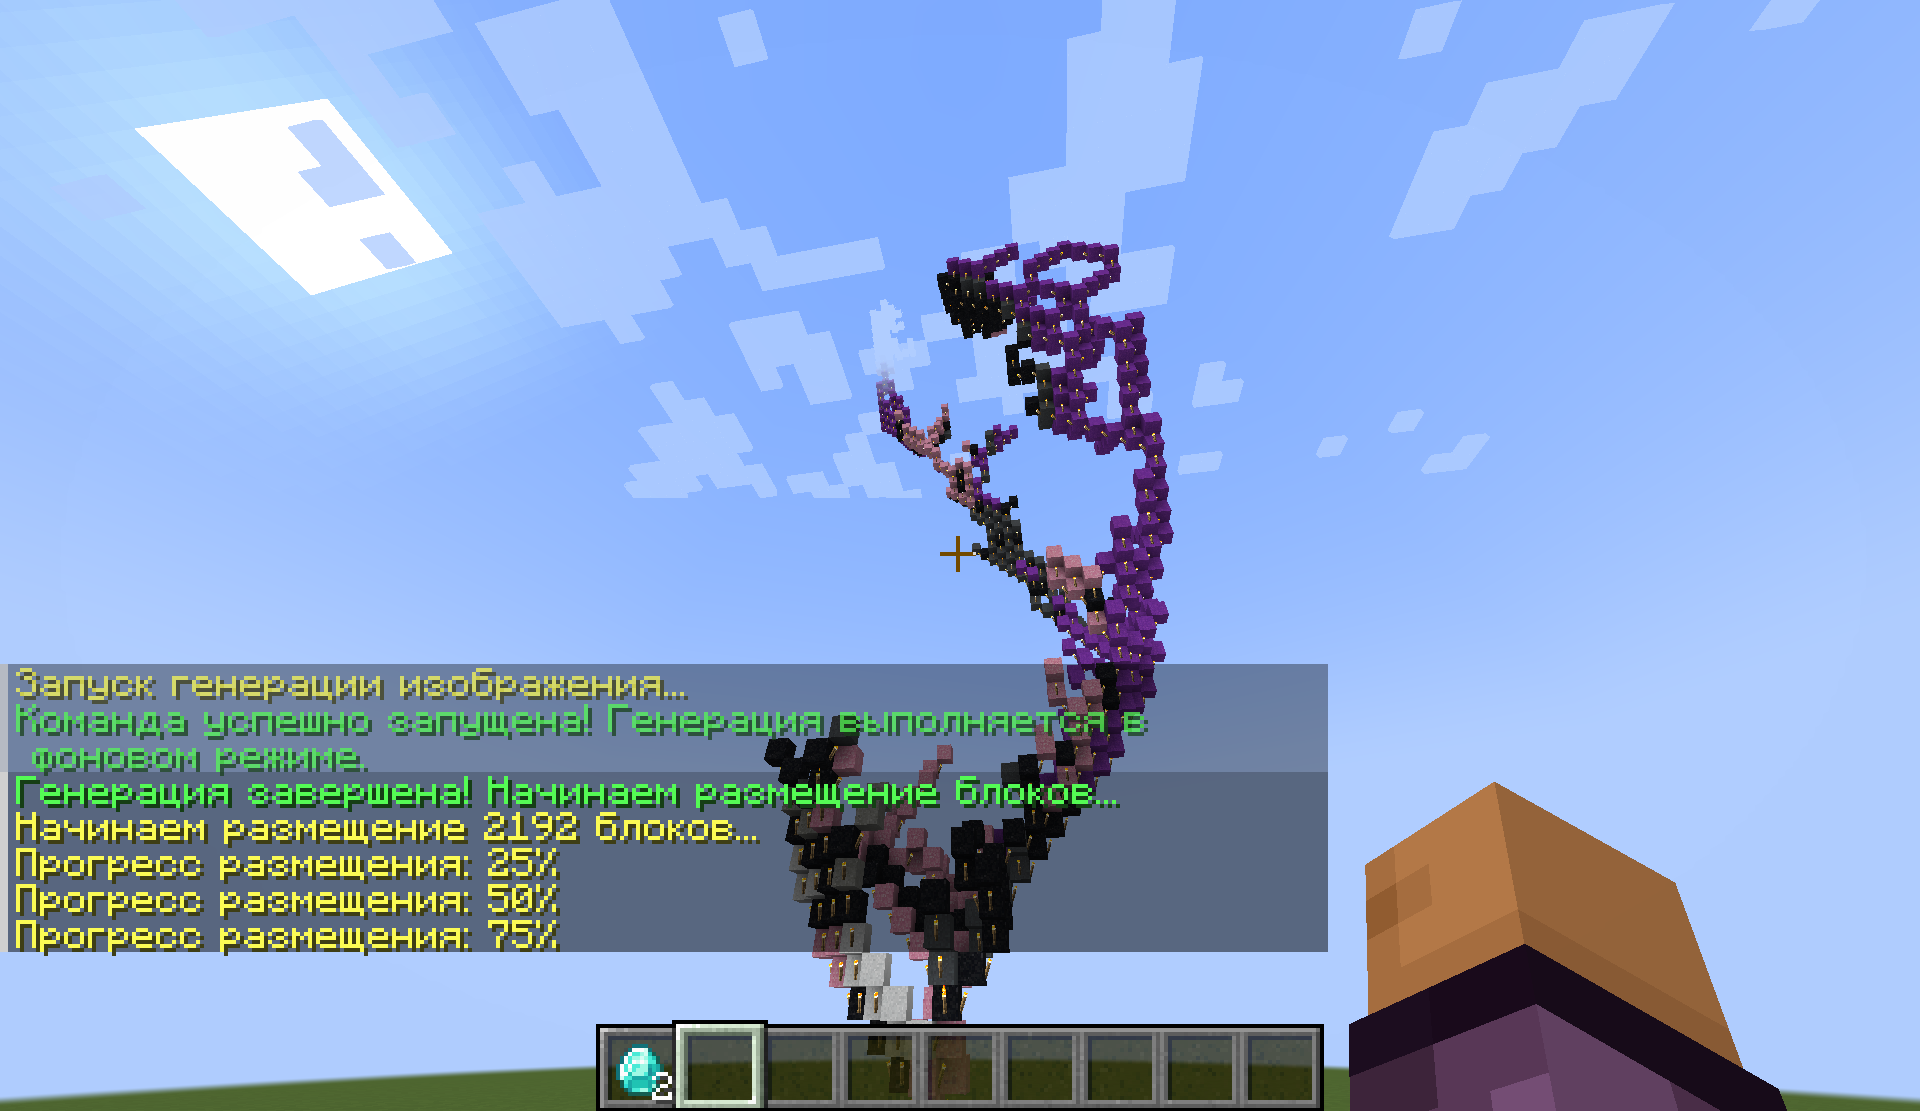 Запуск генерации изображения...
Команда успешно запущена! Генерация выполняется в
фоновом режиме.
Генерация завершена! Начинаем размещение блоков...
Начинаем размещение 2192 блоков...
Прогресс размещения: 25%
Прогресс размещения: 50%
Прогресс размещения: 75%
2